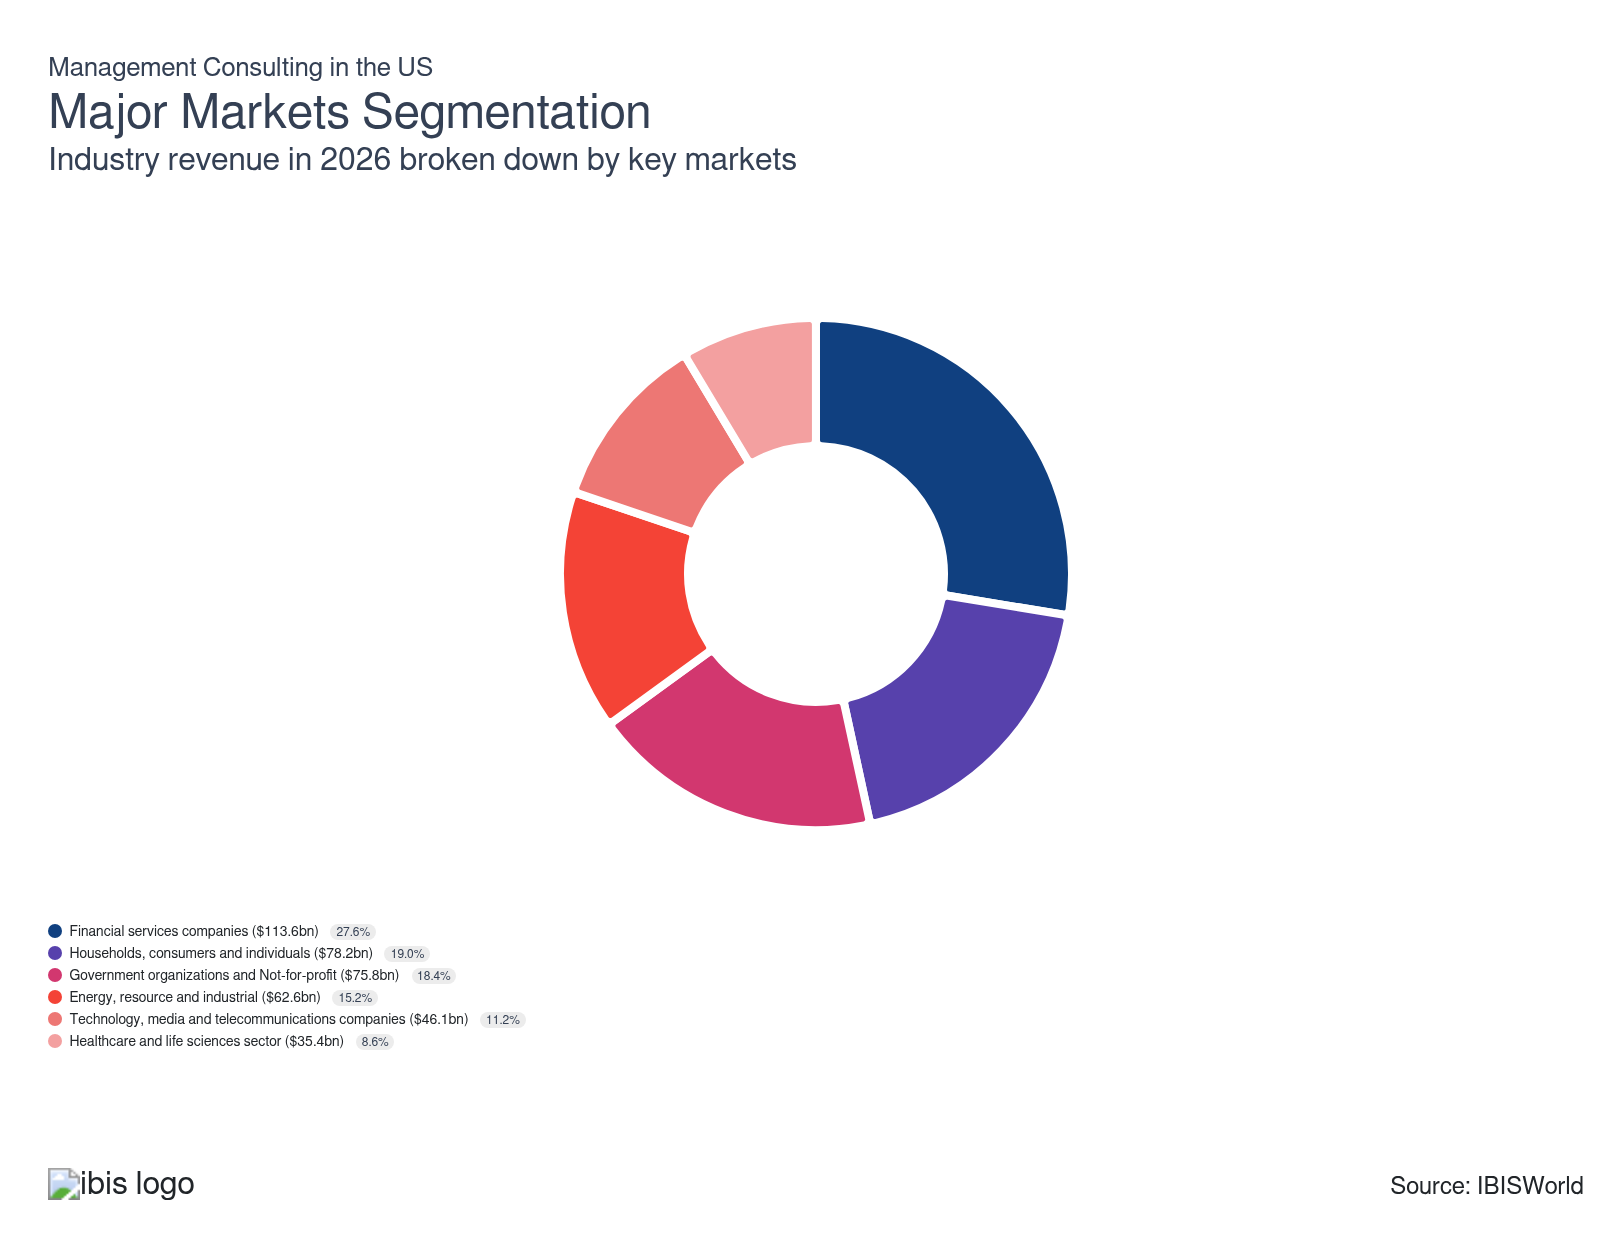 Management Consulting in the US
Major Markets Segmentation
Industry revenue in 2026 broken down by key markets
Financial services companies ($113.6bn) 27.6%
Households, consumers and individuals ($78.2bn) 19.0%
Government organizations and Not-for-profit ($75.8bn) 18.4%
Energy, resource and industrial ($62.6bn) 15.2%
Technology, media and telecommunications companies ($46.1bn) 11.2%
Healthcare and life sciences sector ($35.4bn) 8.6%
ibis logo
Source: IBISWorld